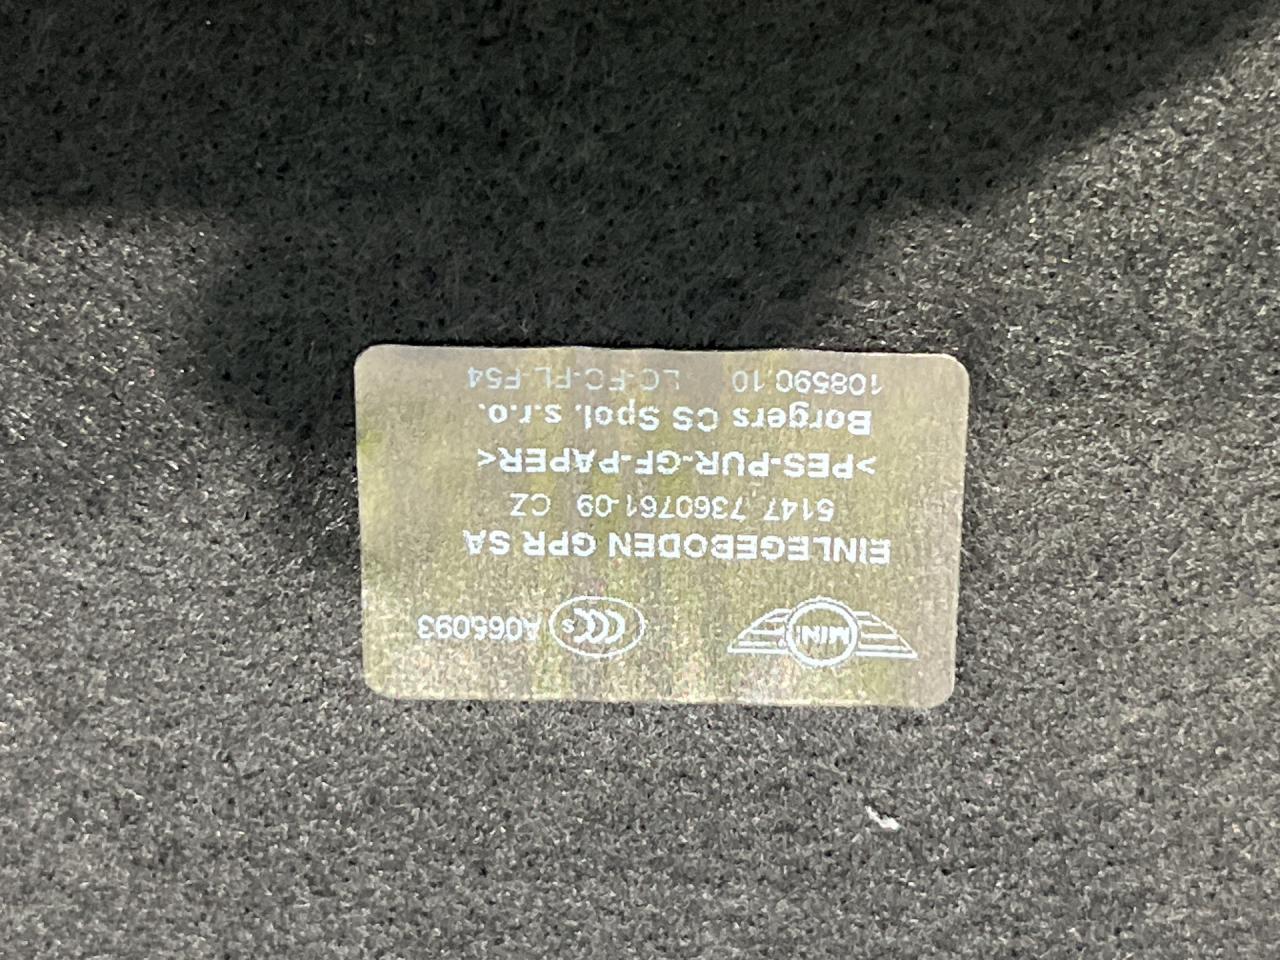 MINI CCC S A065093
EINLEGEBODEN GPR SA
5147 7360761-09 CZ
>PES-PUR-GF-PAPER<
Borgers CS Spol. s.r.o.
108590.10 LC-FC-FL-F54